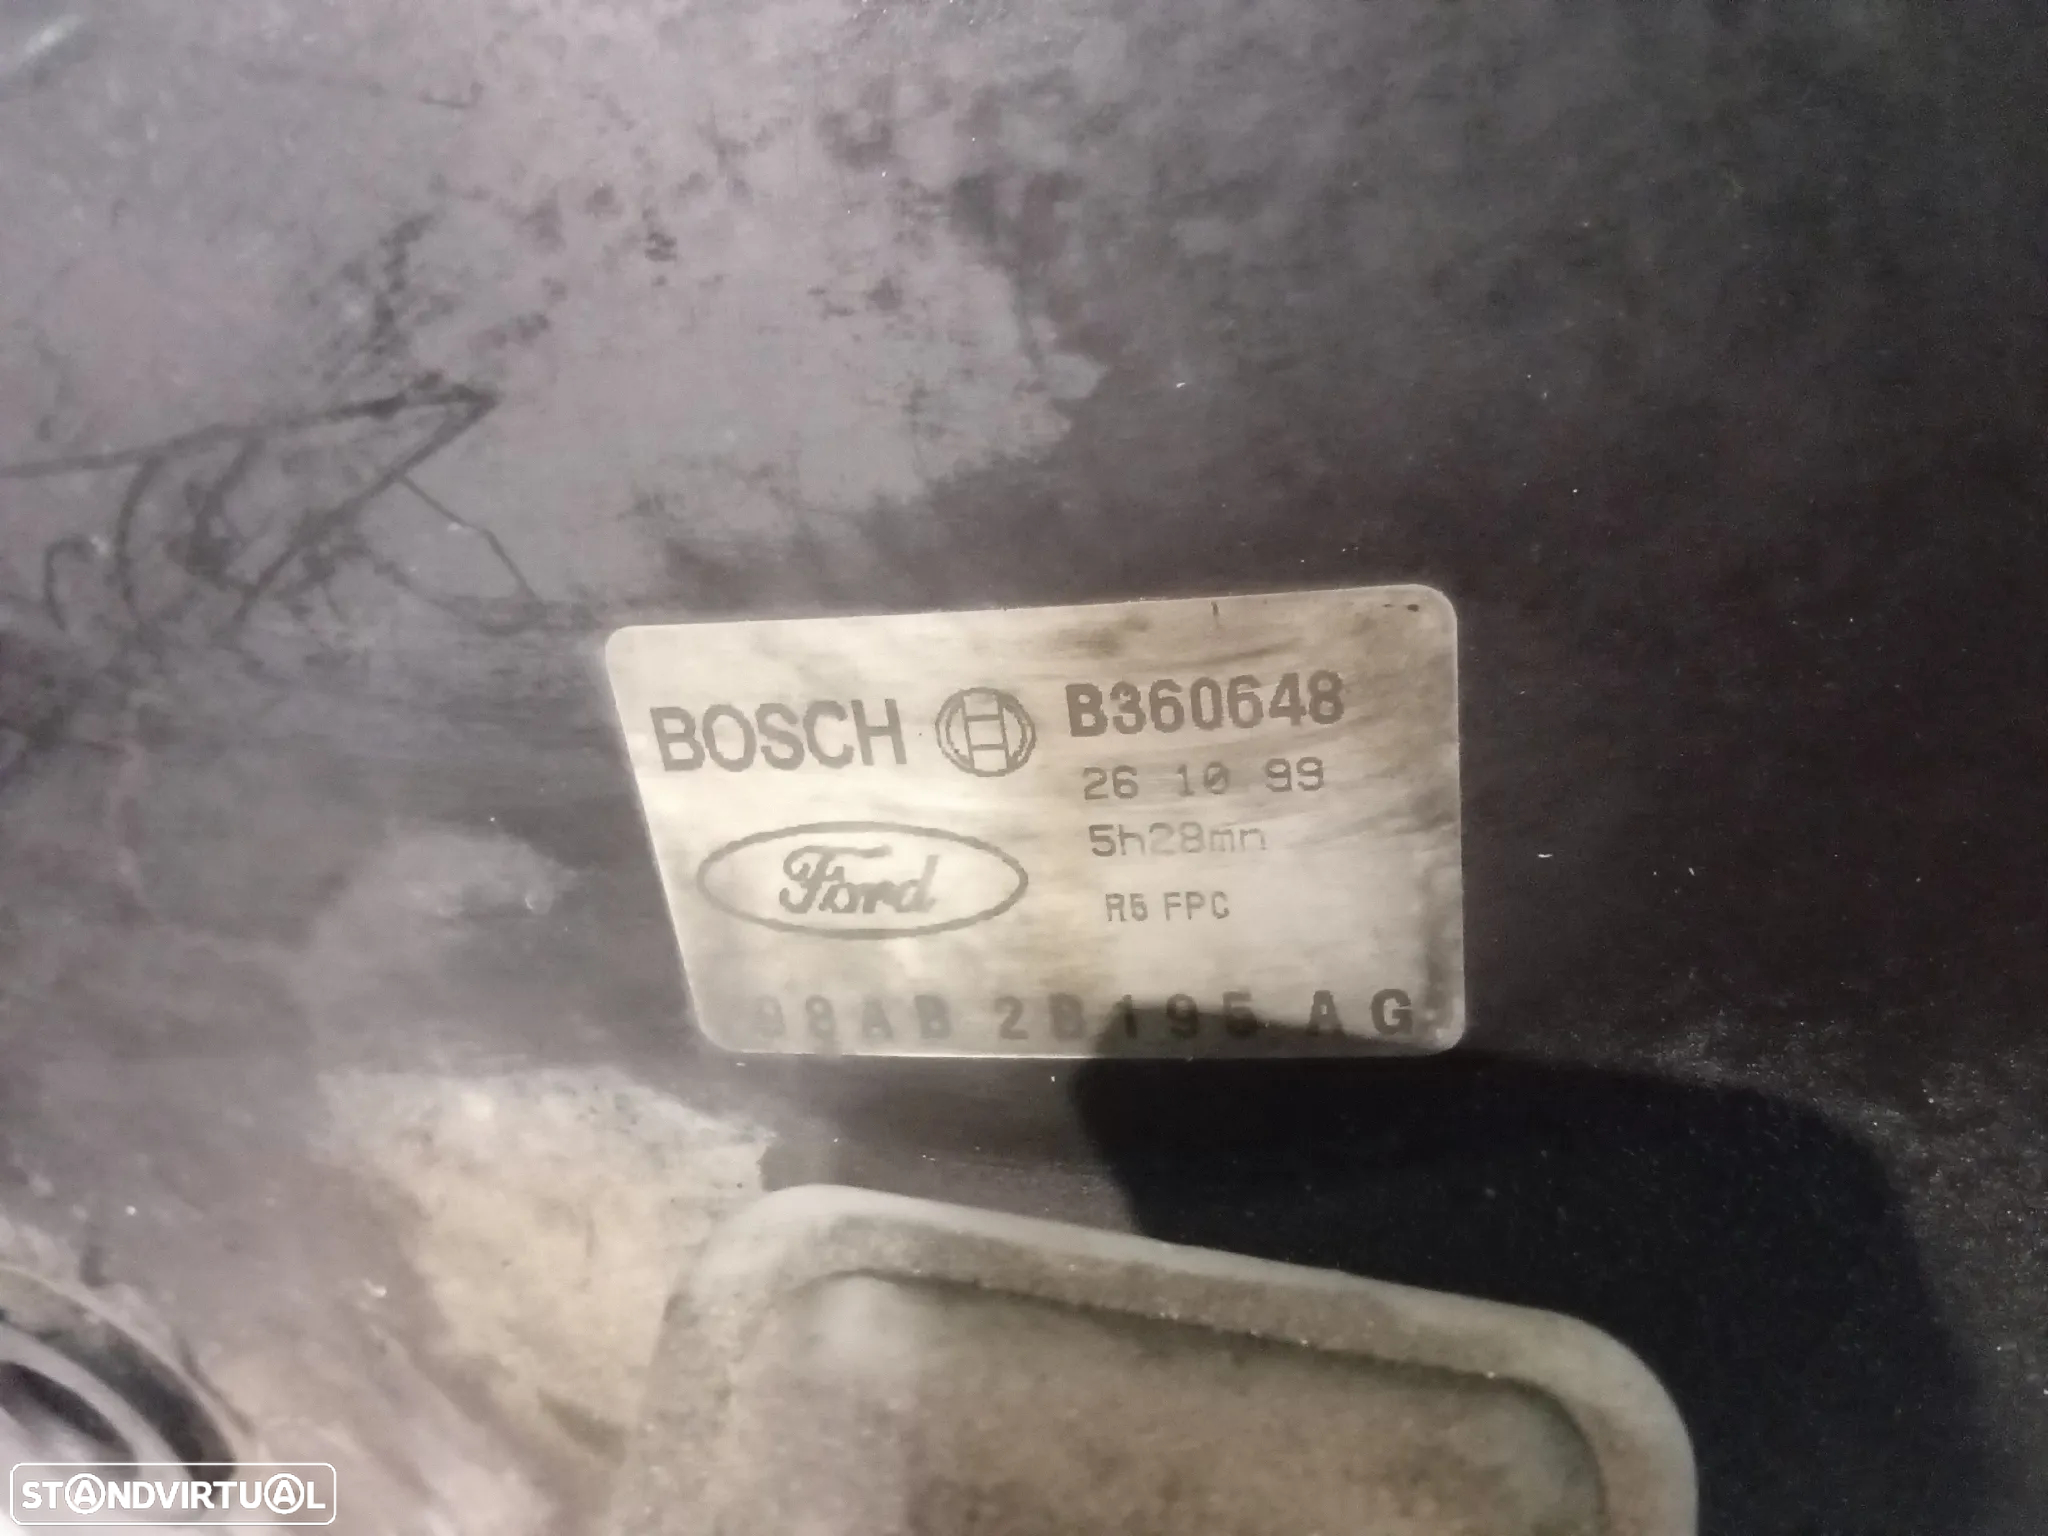 BOSCH B360648
26 10 99
5h28mn
Ford
R5 FPC
98AB 2B195 AG
STANDVIRTUAL